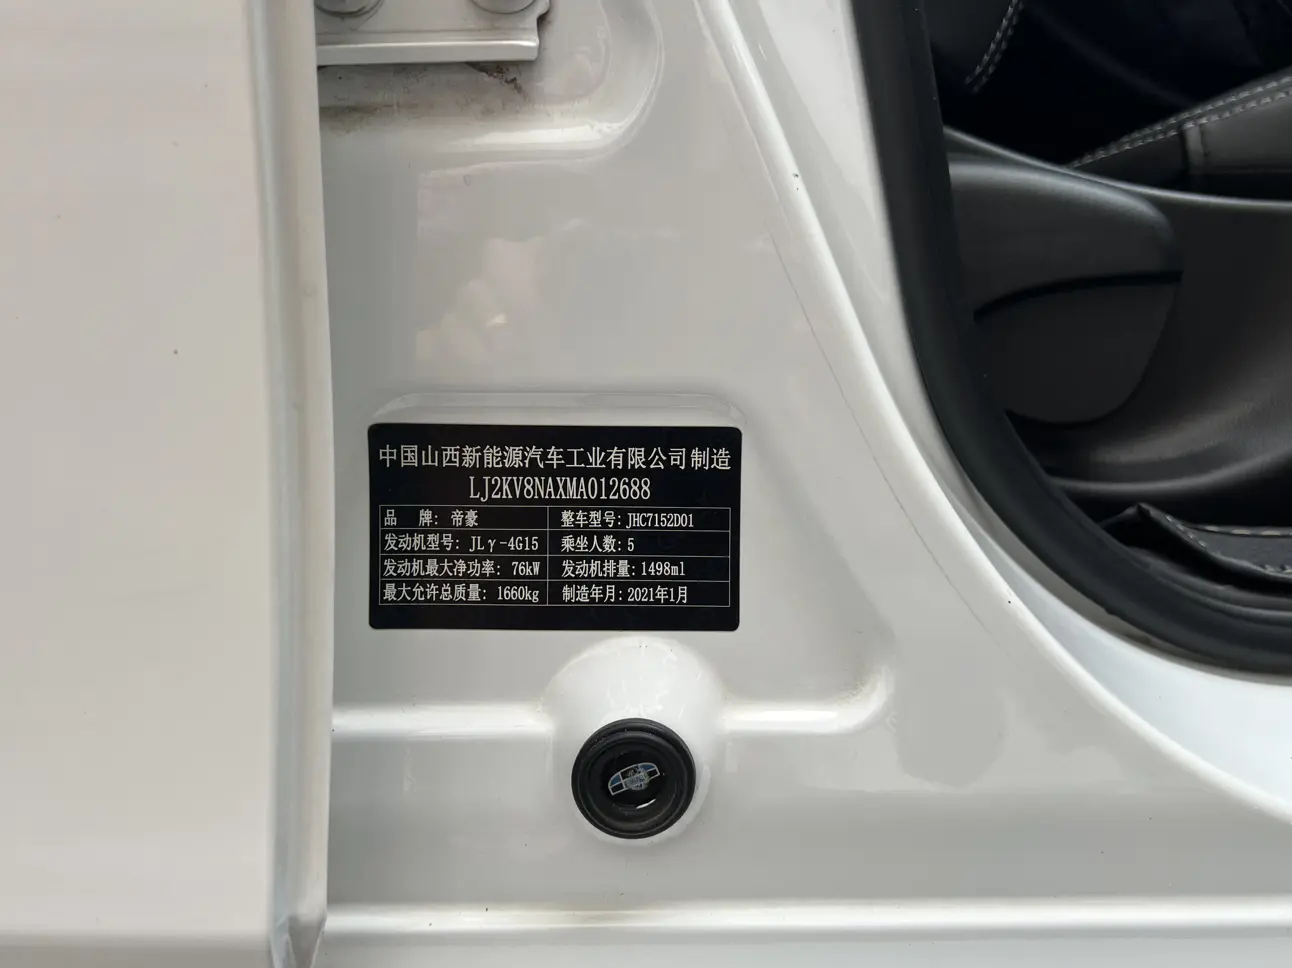 中国山西新能源汽车工业有限公司制造
LJ2KV8NAXMA012688
品 牌: 帝豪 整车型号: JHC7152D01
发动机型号: JLγ-4G15 乘坐人数: 5
发动机最大净功率: 76kW 发动机排量: 1498ml
最大允许总质量: 1660kg 制造年月: 2021年1月